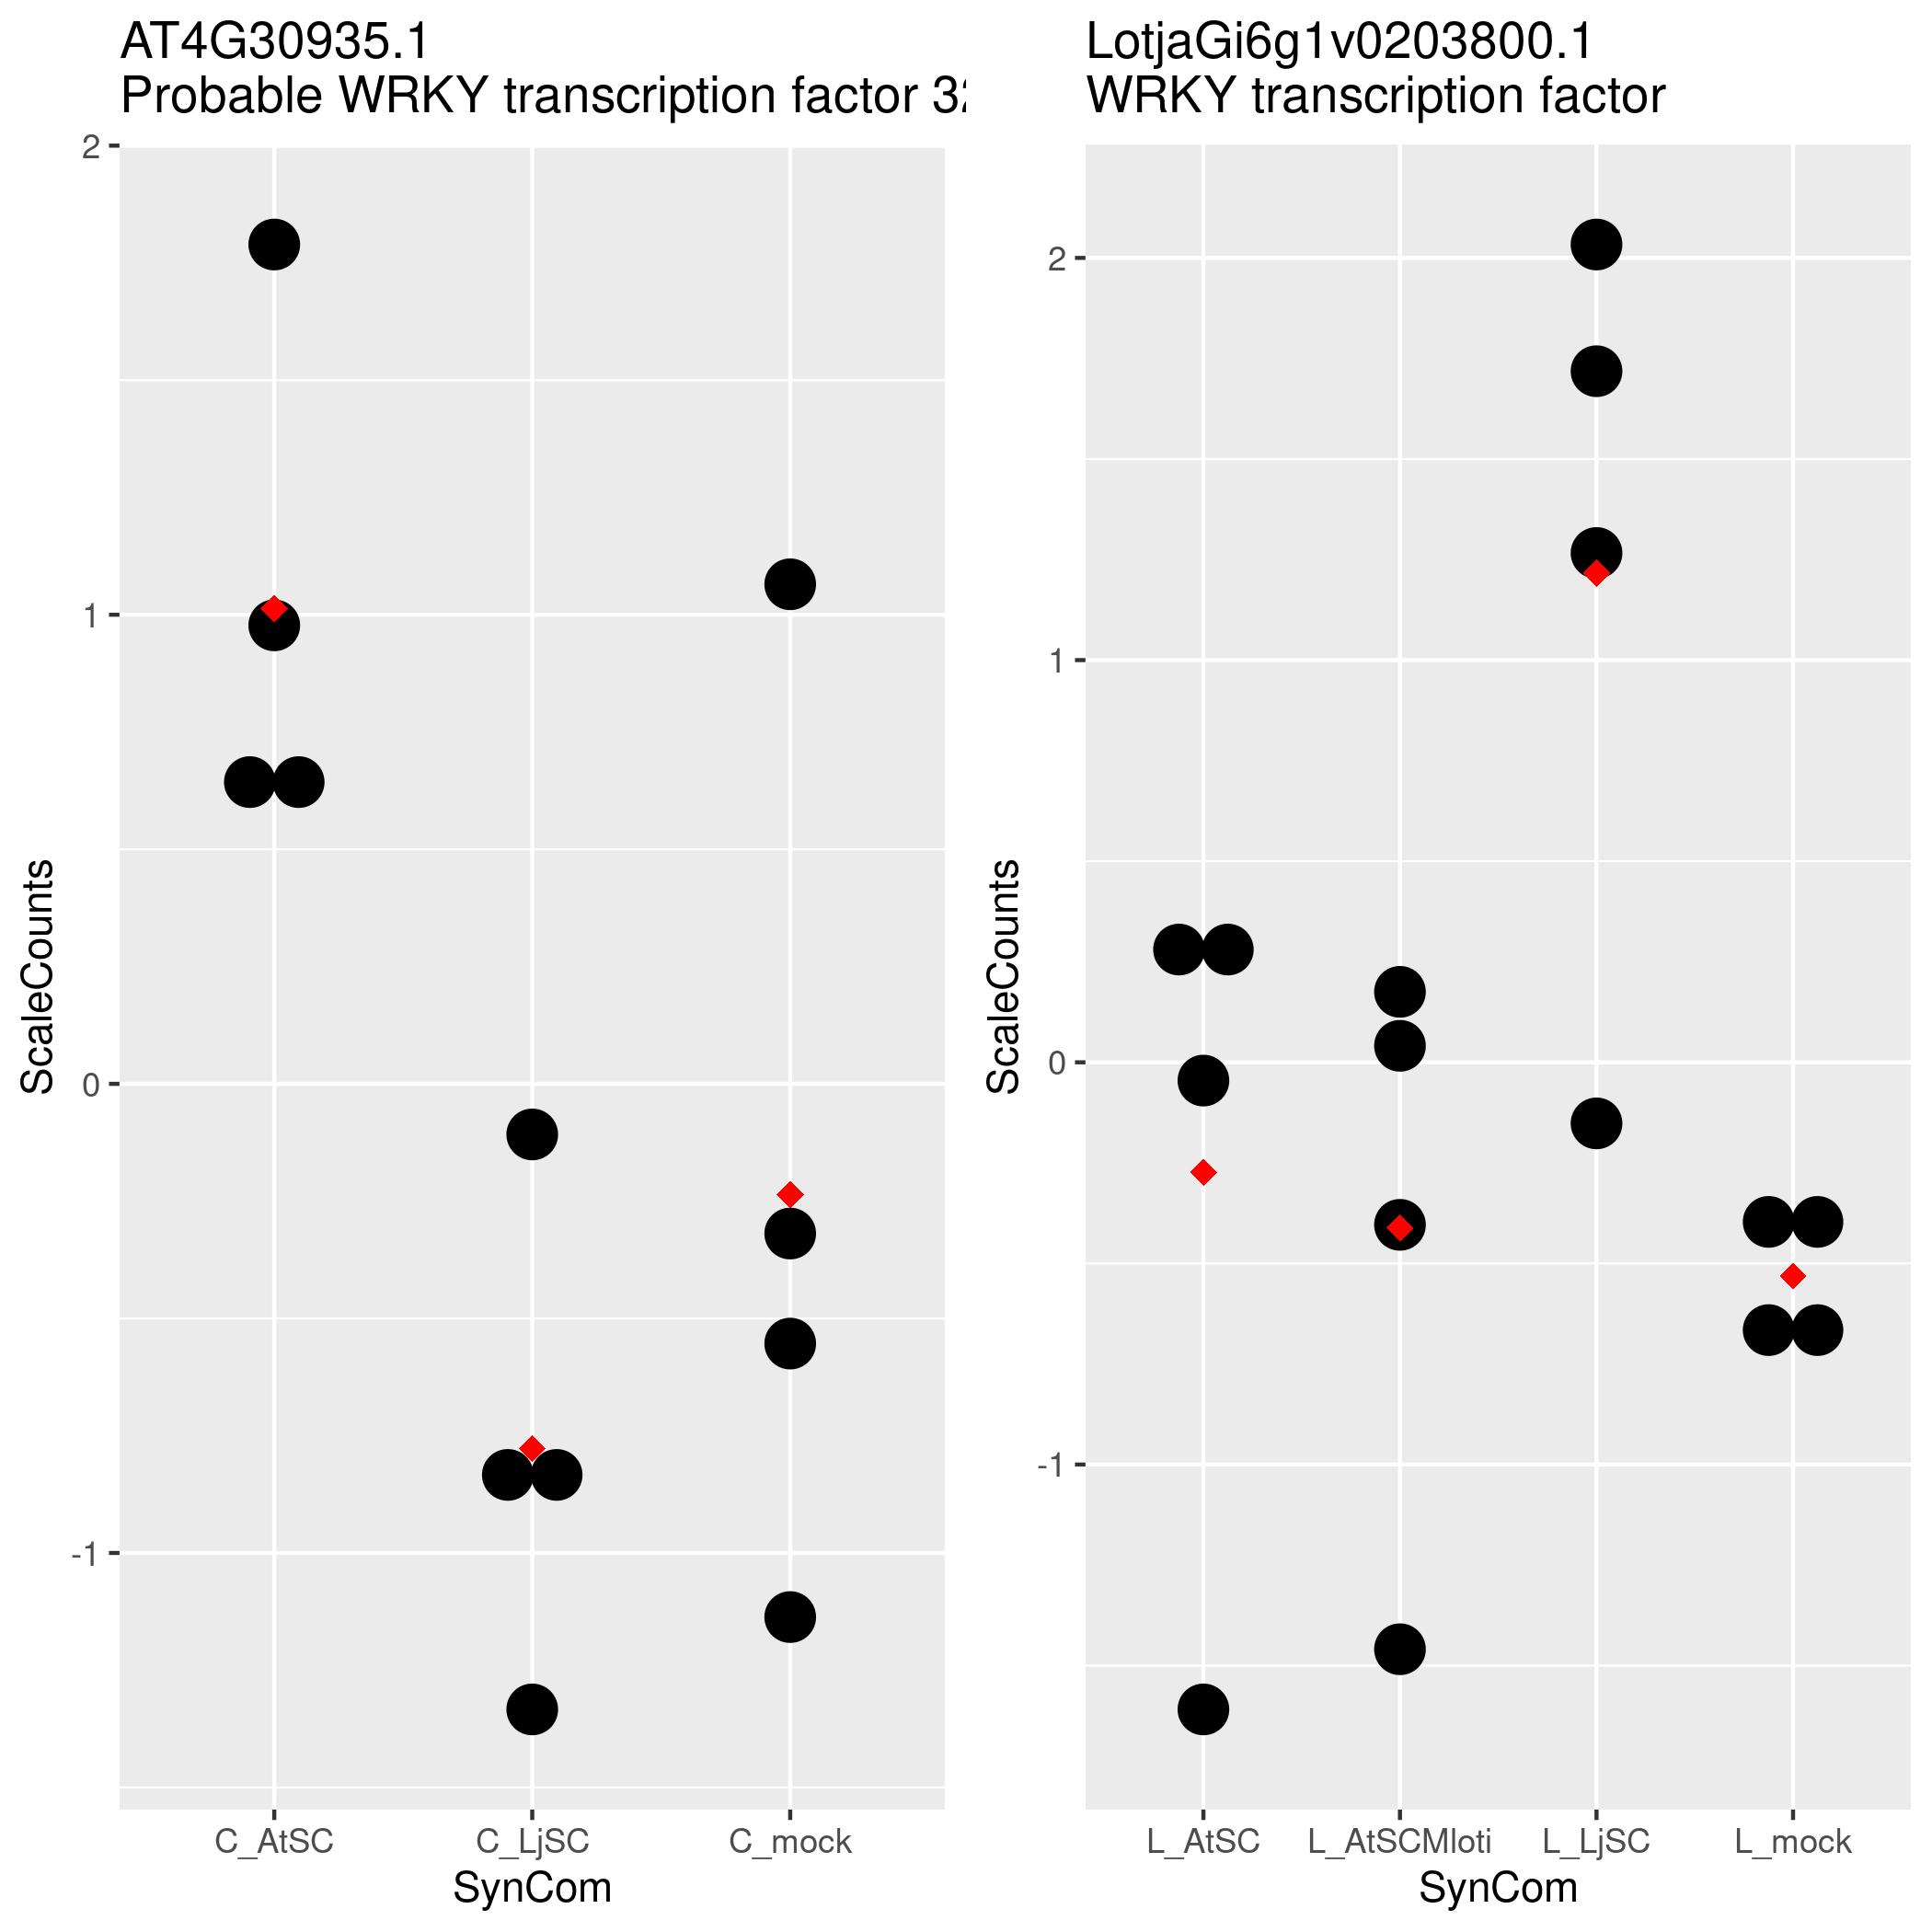 AT4G30935.1
Probable WRKY transcription factor
LotjaGi6g1v0203800.1
WRKY transcription factor
2
1
0
-1
ScaleCounts
C_AtSC C_LjSC C_mock
SynCom
2
1
0
-1
ScaleCounts
L_AtSC L_AtSCMloti L_LjSC L_mock
SynCom